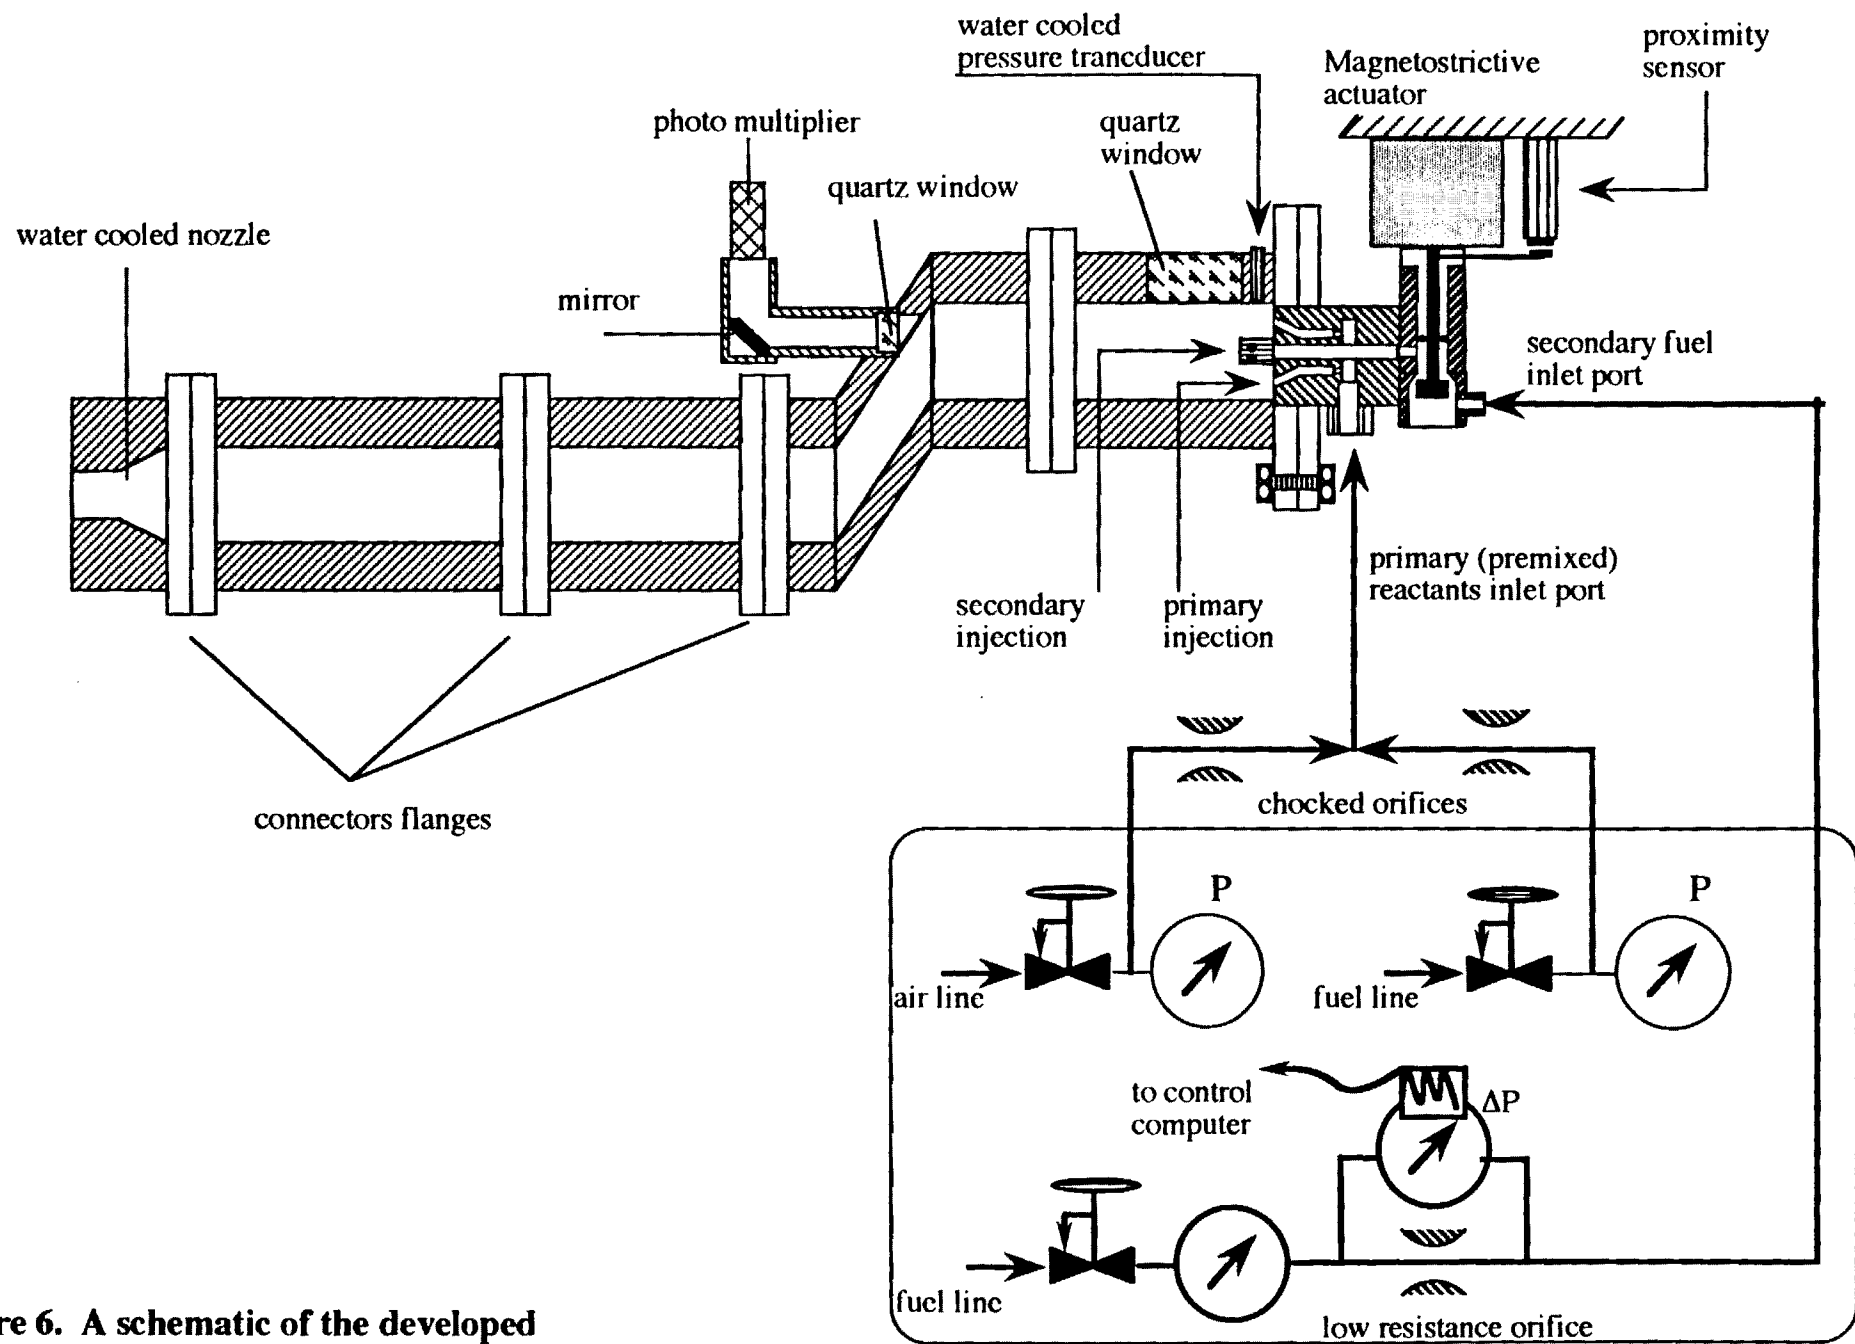 water cooled
pressure trancducer
proximity
sensor
Magnetostrictive
actuator
photo multiplier
quartz
window
quartz window
water cooled nozzle
mirror
secondary fuel
inlet port
primary (premixed)
reactants inlet port
secondary
injection
primary
injection
connectors flanges
chocked orifices
P
P
air line
fuel line
to control
computer
ΔP
fuel line
low resistance orifice
re 6. A schematic of the developed